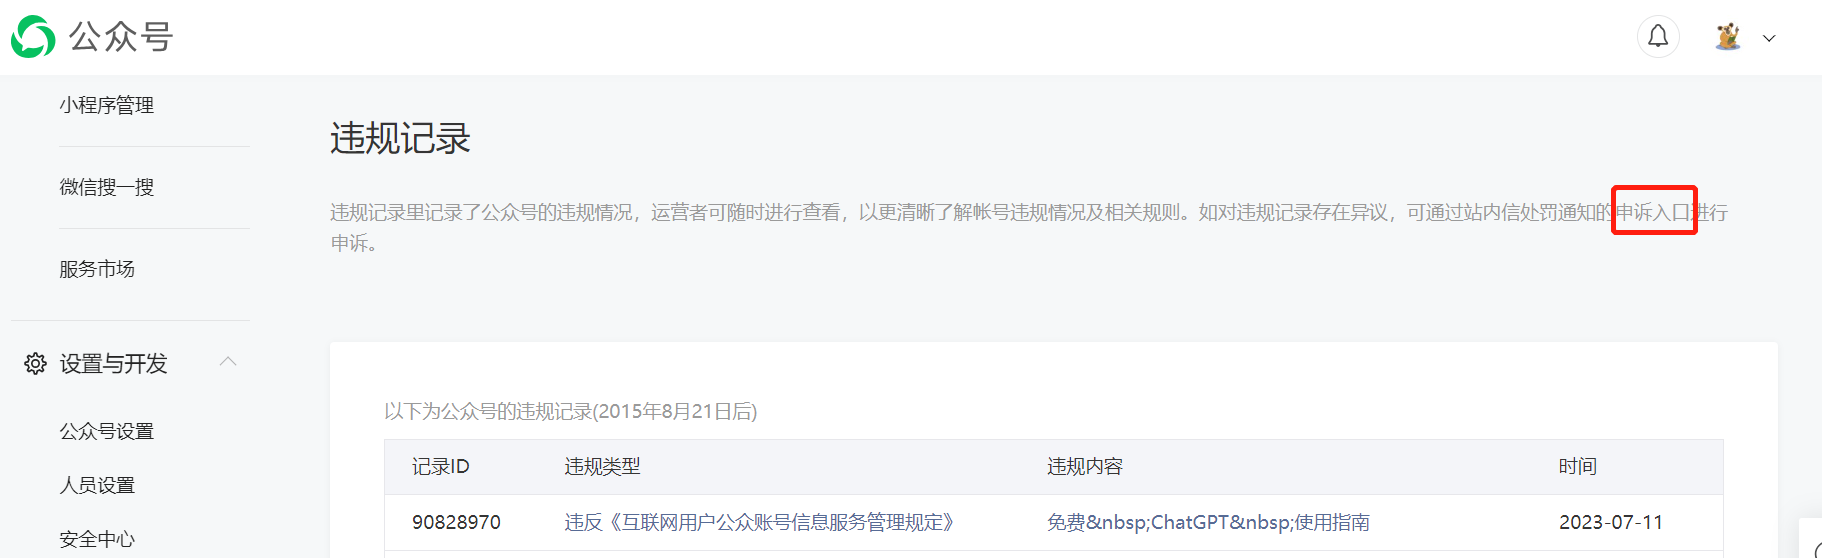 公众号
小程序管理
微信搜一搜
服务市场
设置与开发
公众号设置
人员设置
安全中心
违规记录
违规记录里记录了公众号的违规情况，运营者可随时进行查看，以更清晰了解帐号违规情况及相关规则。如对违规记录存在异议，可通过站内信处罚通知的申诉入口进行
申诉。
以下为公众号的违规记录(2015年8月21日后)
记录ID 违规类型 违规内容 时间
90828970 违反《互联网用户公众账号信息服务管理规定》 免费&nbsp;ChatGPT&nbsp;使用指南 2023-07-11